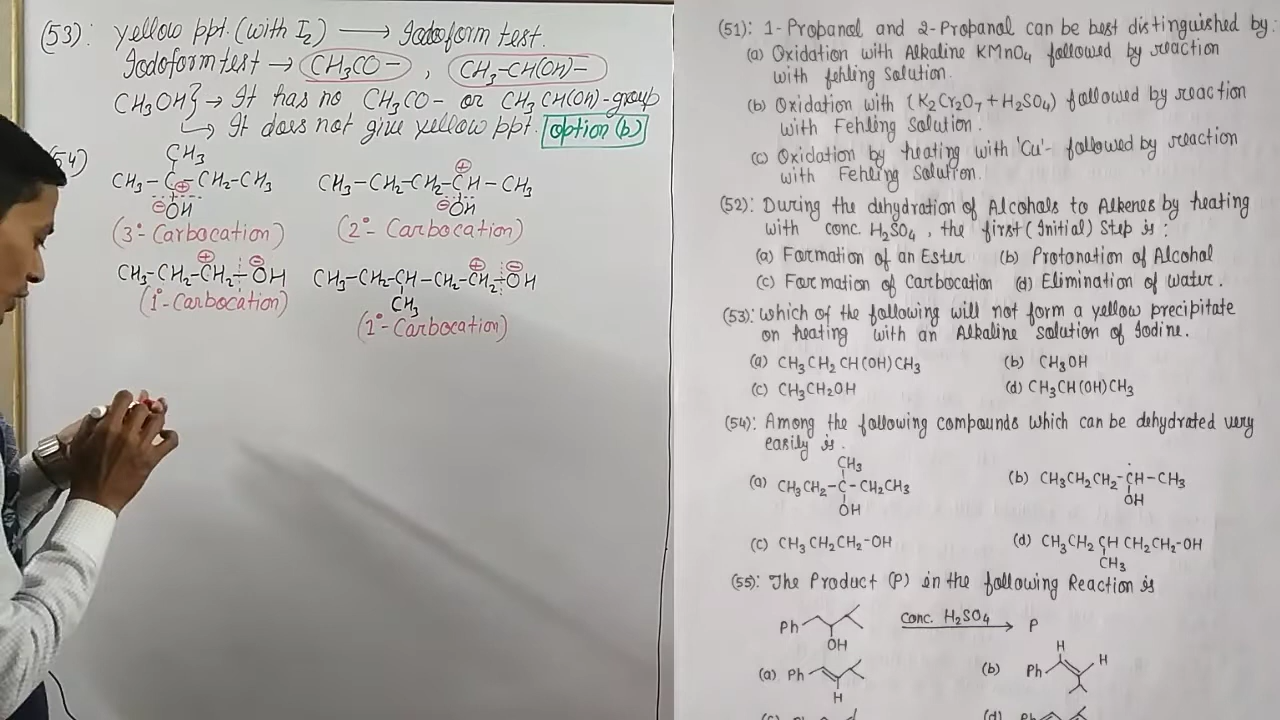 (53): Yellow ppt. (with I2) ⟶ Iodoform test.
Iodoform test → CH3CO- , CH3-CH(OH)-
CH3OH} → It has no CH3CO- or CH3CH(OH)-group
↳ It does not give yellow ppt. option (b)
54)
CH3
CH3-C-CH2-CH3
⊕
⊖OH
(3°- Carbocation)
⊕
CH3-CH2-CH2-CH-CH3
⊖OH
(2°- Carbocation)
⊕
CH3-CH2-CH2-⊖OH
(1°-Carbocation)
⊕ ⊖
CH3-CH2-CH-CH2-CH2-OH
CH3
(1°-Carbocation)
(51): 1-Propanol and 2-Propanol can be best distinguished by:
(a) Oxidation with Alkaline KMnO4 followed by reaction
with fehling Solution.
(b) Oxidation with (K2Cr2O7 + H2SO4) followed by reaction
with Fehling Solution.
(c) Oxidation by heating with 'Cu'- followed by reaction
with Fehling Solution.
(52): During the dehydration of Alcohals to Alkenes by heating
with conc. H2SO4, the first (Initial) Step is:
(a) Formation of an Ester (b) Protonation of Alcohol
(c) Formation of Carbocation (d) Elimination of water.
(53): which of the following will not form a yellow precipitate
on heating with an Alkaline solution of Iodine.
(a) CH3CH2CH(OH)CH3 (b) CH3OH
(c) CH3CH2OH (d) CH3CH(OH)CH3
(54): Among the following compounds which can be dehydrated very
easily is.
CH3
(a) CH3CH2-C-CH2CH3 (b) CH3CH2CH2-CH-CH3
OH OH
(c) CH3CH2CH2-OH (d) CH3CH2CHCH2CH2-OH
CH3
(55): The Product (P) in the following Reaction is
Ph OH conc. H2SO4 ⟶ P
(a) Ph H (b) Ph H H
(d) Ph